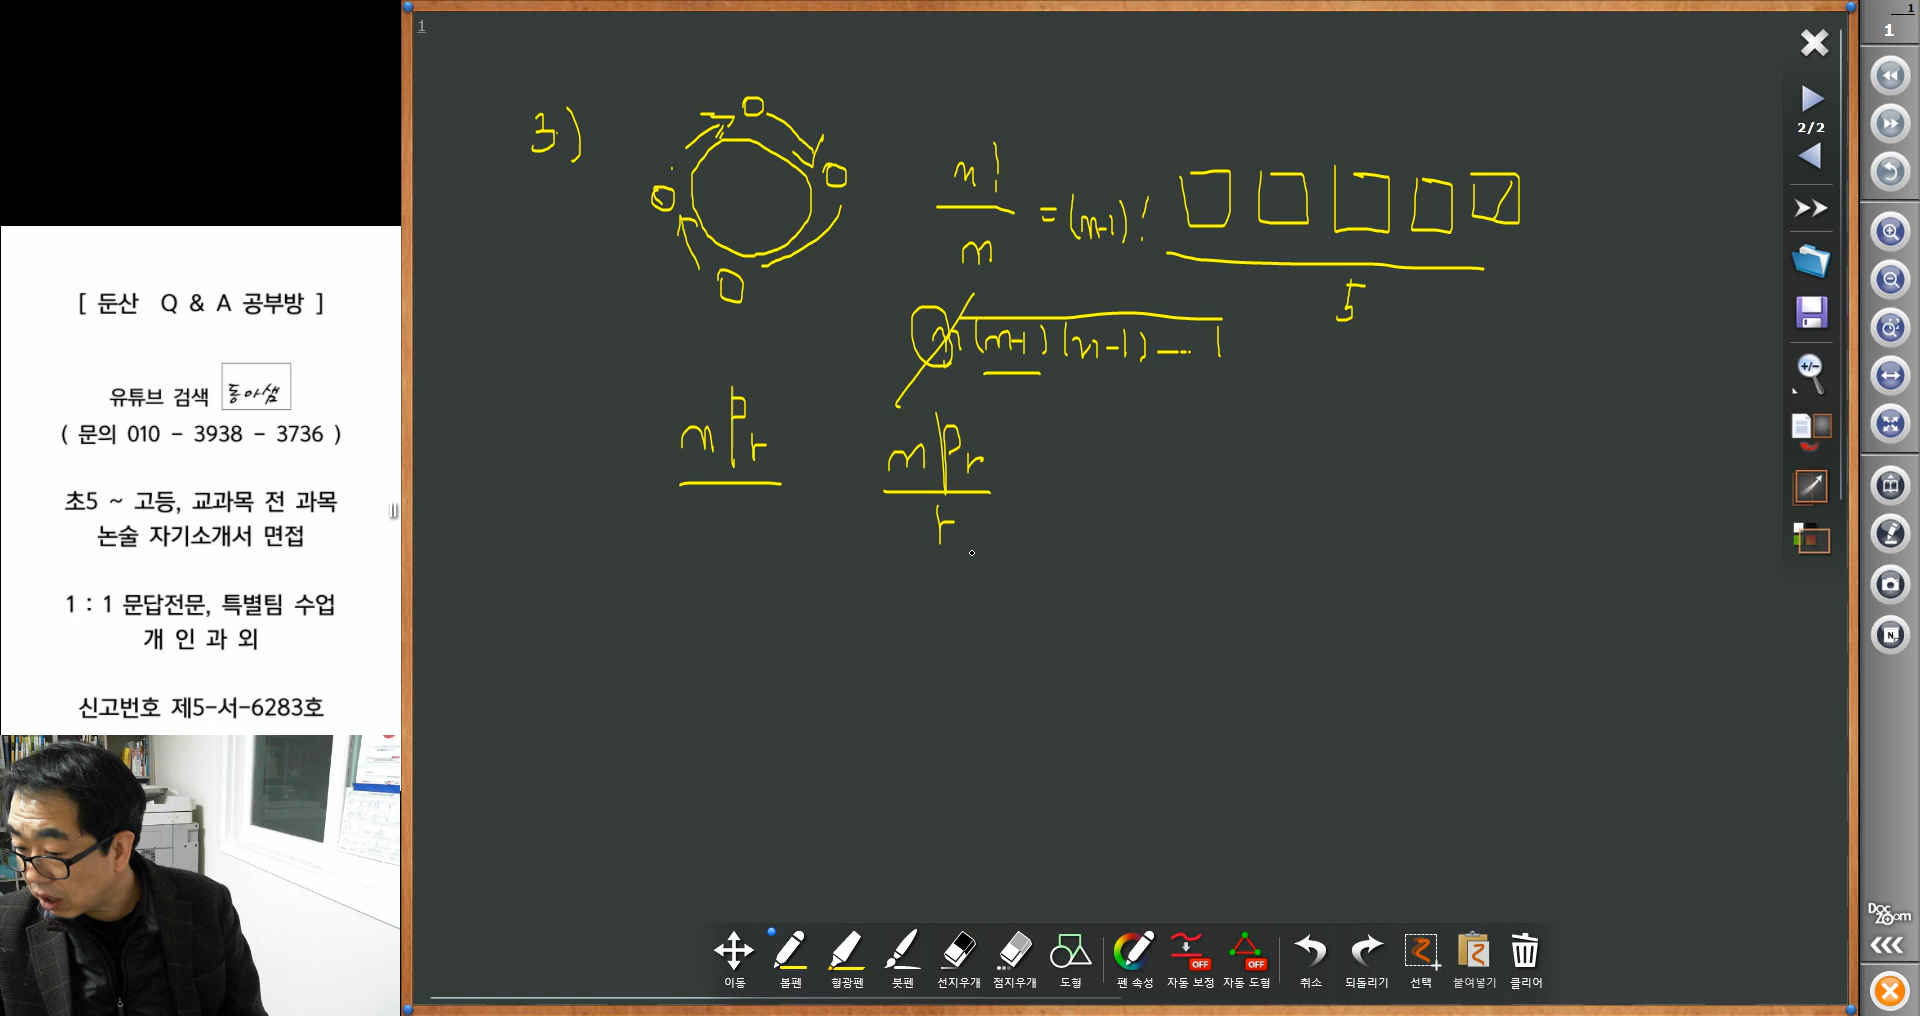 1
1
1
2/2
[ 둔산 Q & A 공부방 ]
유튜브 검색 동아샘
( 문의 010 - 3938 - 3736 )
초5 ~ 고등, 교과목 전 과목
논술 자기소개서 면접
1 : 1 문답전문, 특별팀 수업
개 인 과 외
신고번호 제5-서-6283호
3)
n!
n
= (n-1)!
5
n (n-1) (n-1) --- 1
n P r
n P r
r
+/-
N
Doc Zoom
OFF OFF
이동 볼펜 형광펜 붓펜 선지우개 점지우개 도형 펜 속성 자동 보정 자동 도형 취소 되돌리기 선택 붙여넣기 클리어